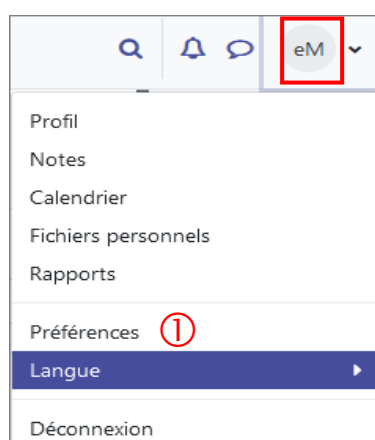 eM
Profil
Notes
Calendrier
Fichiers personnels
Rapports
Préférences ①
Langue
Déconnexion